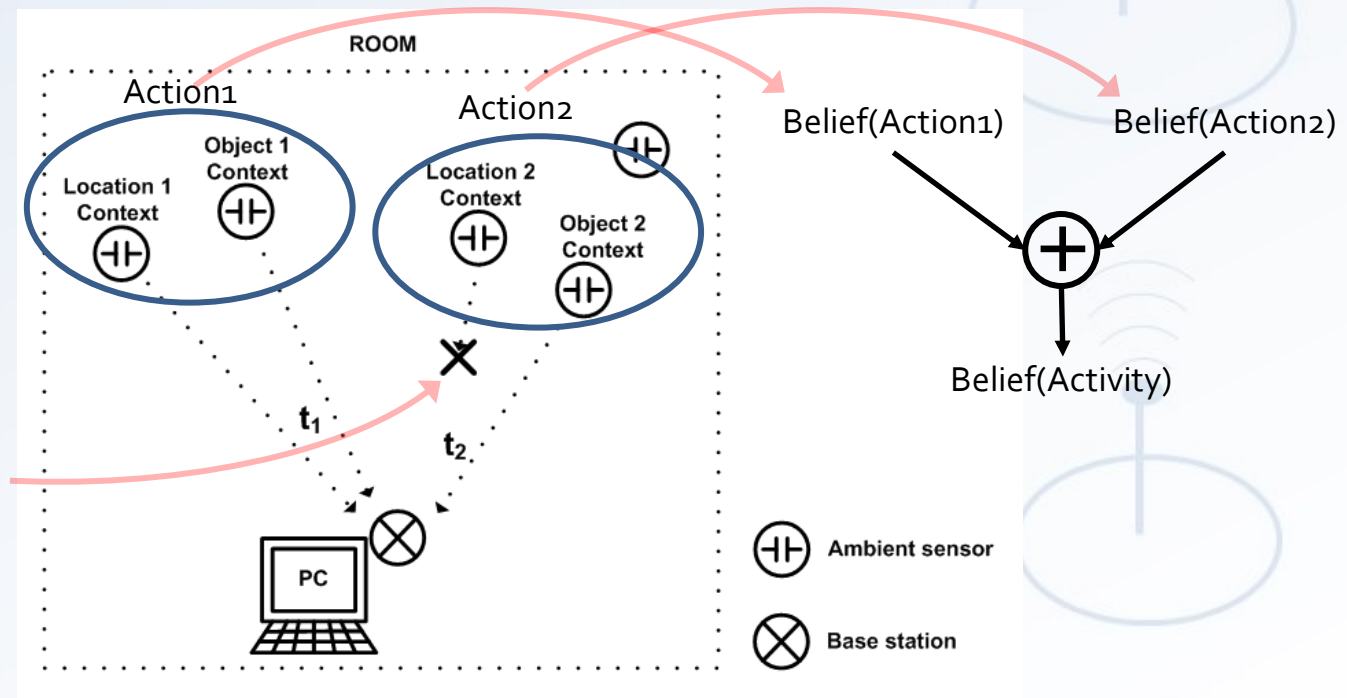 ROOM
Action1
Action2
Belief(Action1)
Belief(Action2)
Object 1
Context
Location 1
Context
Location 2
Context
Object 2
Context
t₁
t₂
Belief(Activity)
PC
Ambient sensor
Base station